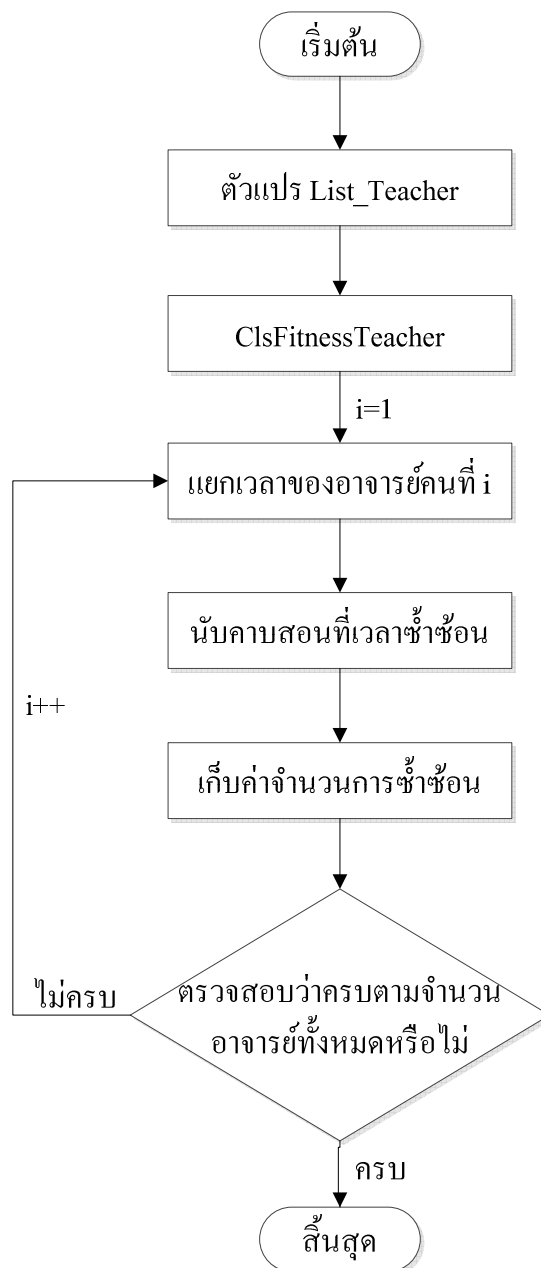 เริ่มต้น
ตัวแปร List_Teacher
ClsFitnessTeacher
i=1
แยกเวลาของอาจารย์คนที่ i
นับคาบสอนที่เวลาซ้ำซ้อน
i++
เก็บค่าจำนวนการซ้ำซ้อน
ไม่ครบ
ตรวจสอบว่าครบตามจำนวน
อาจารย์ทั้งหมดหรือไม่
ครบ
สิ้นสุด